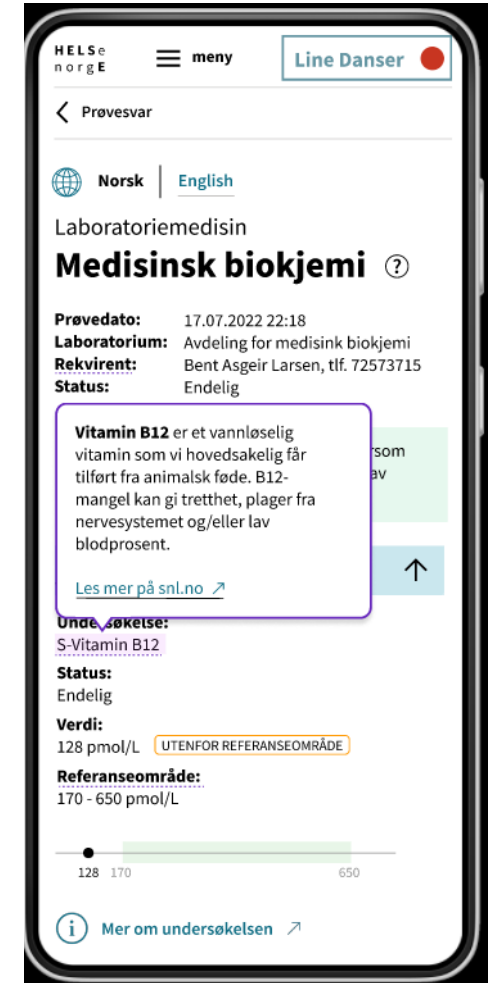 HELSe
norgE
meny
Line Danser
Prøvesvar
Norsk
English
Laboratoriemedisin
Medisinsk biokjemi ?
Prøvedato: 17.07.2022 22:18
Laboratorium: Avdeling for medisink biokjemi
Rekvirent: Bent Asgeir Larsen, tlf. 72573715
Status: Endelig
Vitamin B12 er et vannløselig
vitamin som vi hovedsakelig får
tilført fra animalsk føde. B12-
mangel kan gi tretthet, plager fra
nervesystemet og/eller lav
blodprosent.
Les mer på snl.no
rsom
av
Undersøkelse:
S-Vitamin B12
Status:
Endelig
Verdi:
128 pmol/L UTENFOR REFERANSEOMRÅDE
Referanseområde:
170 - 650 pmol/L
128 170 650
i Mer om undersøkelsen